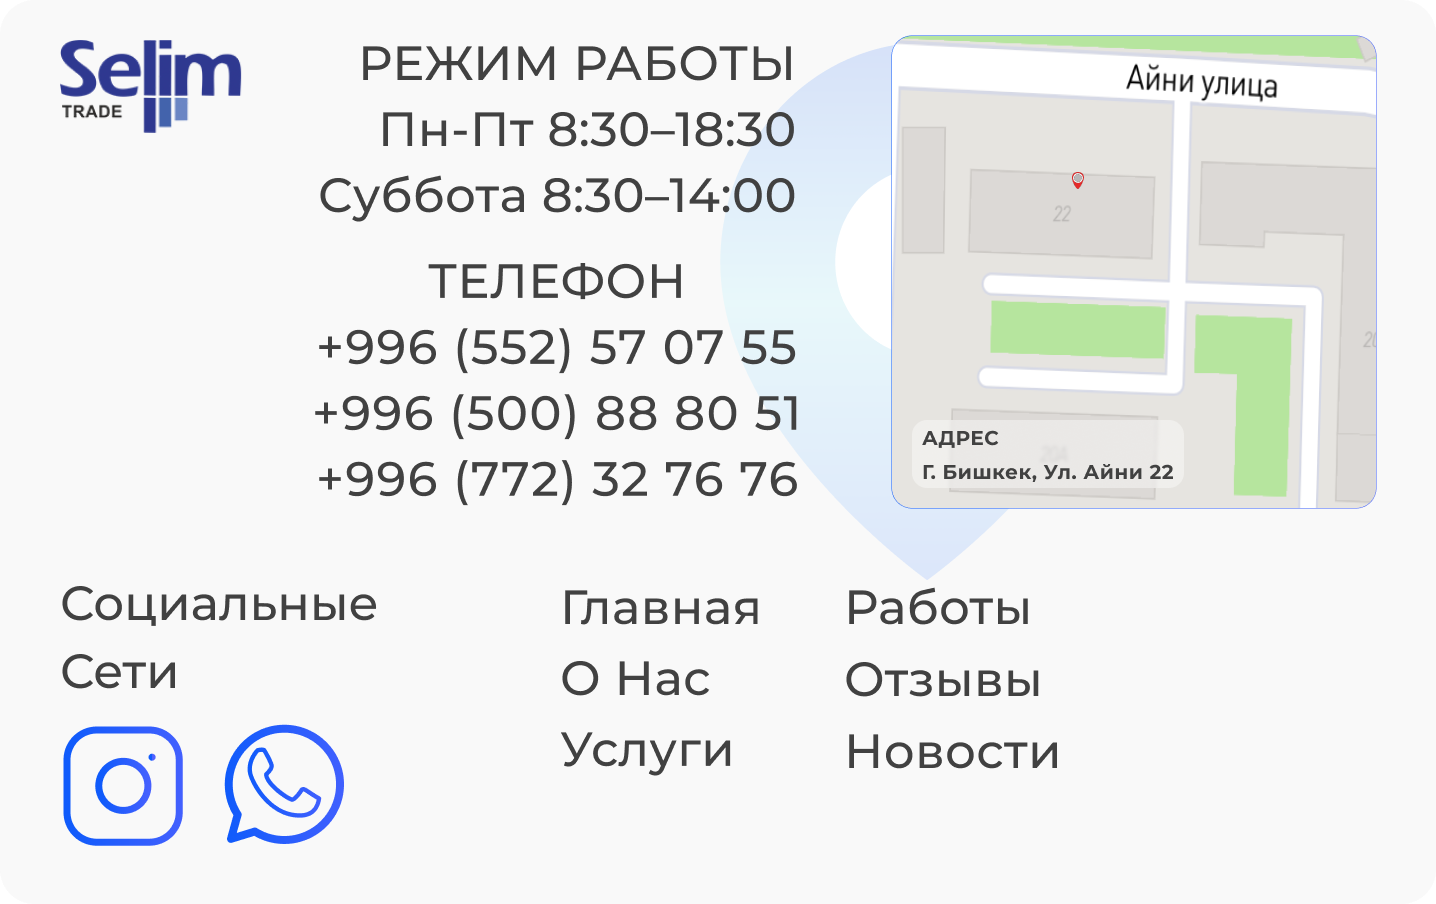 Selim
TRADE
РЕЖИМ РАБОТЫ
Пн-Пт 8:30–18:30
Суббота 8:30–14:00
ТЕЛЕФОН
+996 (552) 57 07 55
+996 (500) 88 80 51
+996 (772) 32 76 76
Айни улица
22
20А
АДРЕС
Г. Бишкек, Ул. Айни 22
Социальные
Сети
Главная
О Нас
Услуги
Работы
Отзывы
Новости